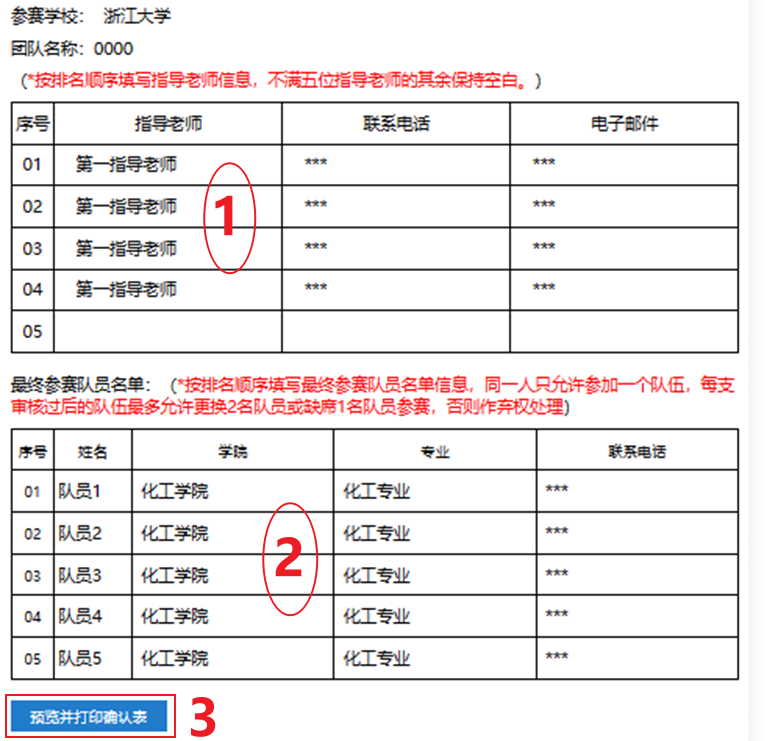 参赛学校： 浙江大学
团队名称：0000
（*按排名顺序填写指导老师信息，不满五位指导老师的其余保持空白。）
序号 指导老师 联系电话 电子邮件
01 第一指导老师 *** ***
02 第一指导老师 *** ***
03 第一指导老师 *** ***
04 第一指导老师 *** ***
05
1
最终参赛队员名单：（*按排名顺序填写最终参赛队员名单信息，同一人只允许参加一个队伍，每支
审核过后的队伍最多允许更换2名队员或缺席1名队员参赛，否则作弃权处理)
序号 姓名 学院 专业 联系电话
01 队员1 化工学院 化工专业 ***
02 队员2 化工学院 化工专业 ***
03 队员3 化工学院 化工专业 ***
04 队员4 化工学院 化工专业 ***
05 队员5 化工学院 化工专业 ***
2
预览并打印确认表 3